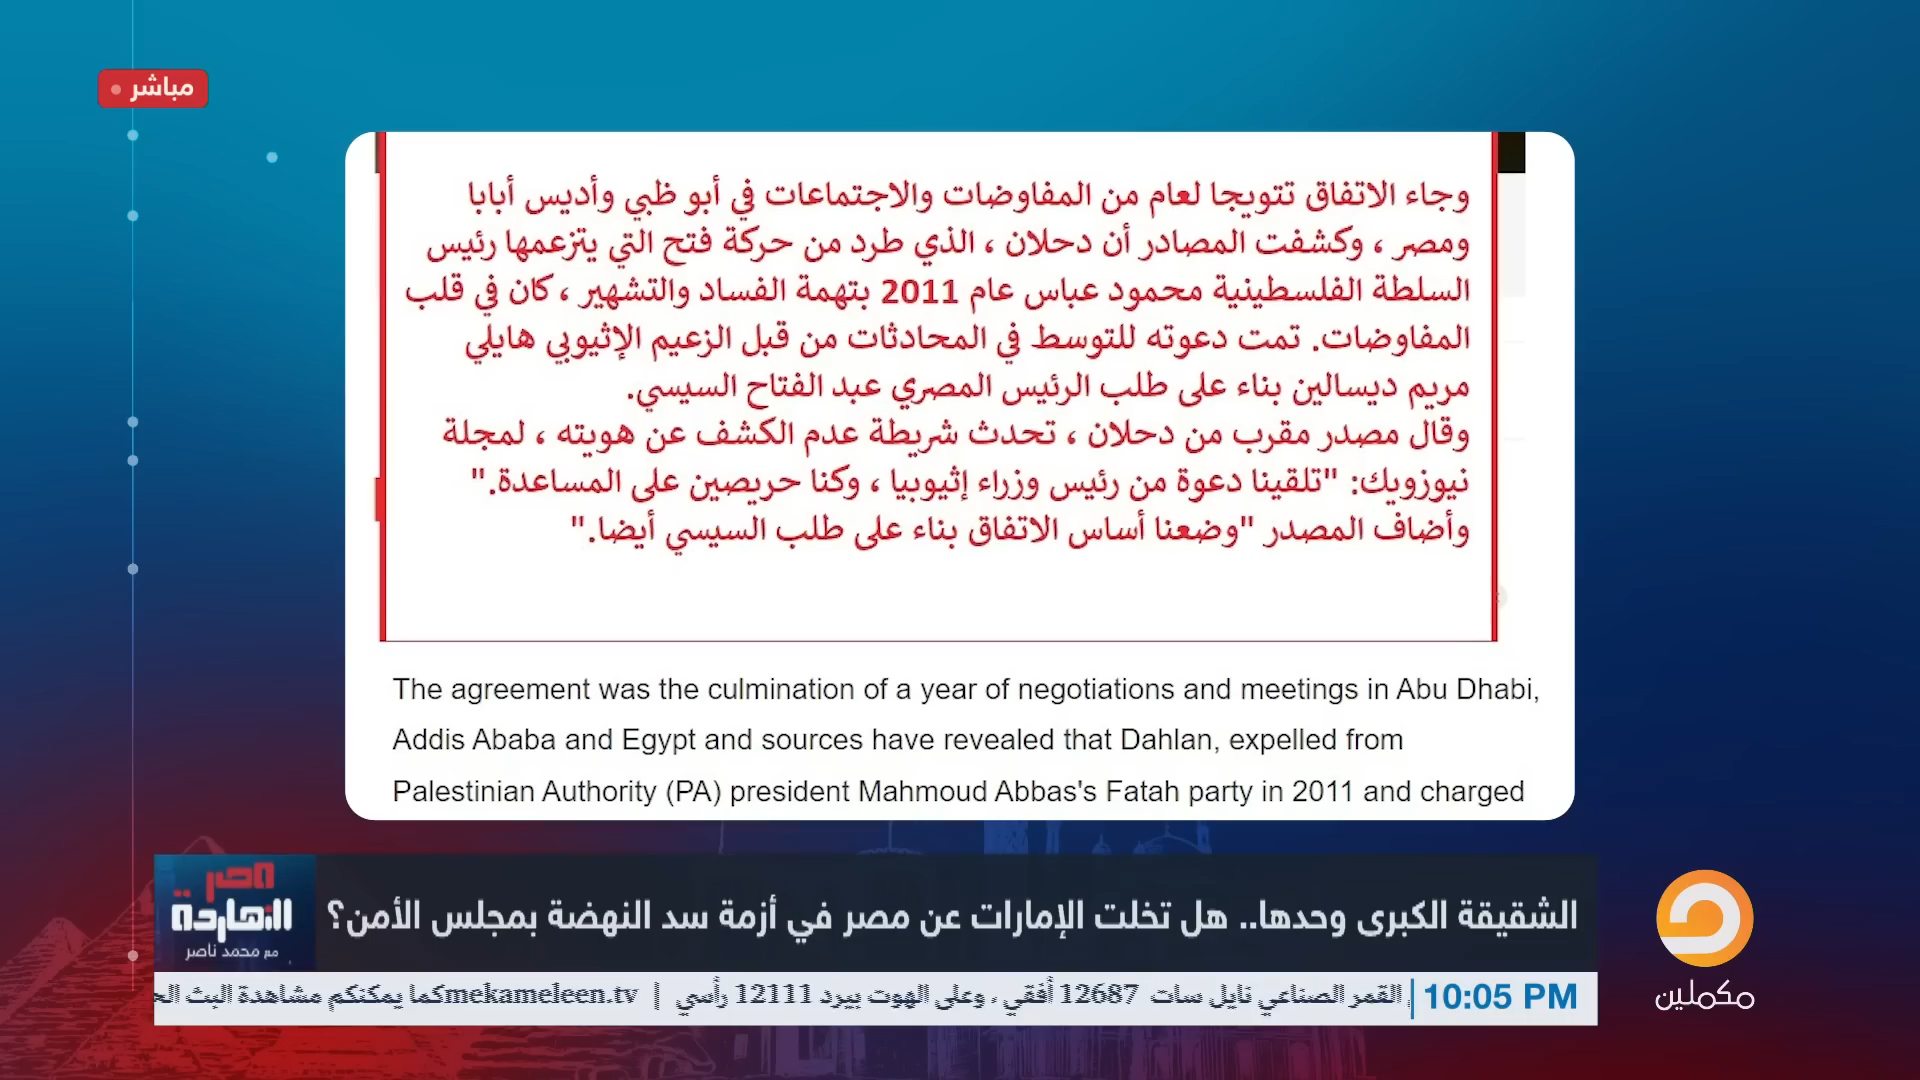 مباشر
وجاء الاتفاق تتويجا لعام من المفاوضات والاجتماعات في أبو ظبي وأديس أبابا
ومصر ، وكشفت المصادر أن دحلان ، الذي طرد من حركة فتح التي يتزعمها رئيس
السلطة الفلسطينية محمود عباس عام 2011 بتهمة الفساد والتشهير ، كان في قلب
المفاوضات. تمت دعوته للتوسط في المحادثات من قبل الزعيم الإثيوبي هايلي
مريم ديسالين بناء على طلب الرئيس المصري عبد الفتاح السيسي.
وقال مصدر مقرب من دحلان ، تحدث شريطة عدم الكشف عن هويته ، لمجلة
نيوزويك: "تلقينا دعوة من رئيس وزراء إثيوبيا ، وكنا حريصين على المساعدة."
وأضاف المصدر "وضعنا أساس الاتفاق بناء على طلب السيسي أيضا."
The agreement was the culmination of a year of negotiations and meetings in Abu Dhabi,
Addis Ababa and Egypt and sources have revealed that Dahlan, expelled from
Palestinian Authority (PA) president Mahmoud Abbas's Fatah party in 2011 and charged
الشقيقة الكبرى وحدها.. هل تخلت الإمارات عن مصر في أزمة سد النهضة بمجلس الأمن؟
مصر
النهاردة
مع محمد ناصر
10:05 PM
القمر الصناعي نايل سات 12687 أفقي ، وعلى الهوت بيرد 12111 رأسي | mekameleen.tv كما يمكنكم مشاهدة البث
مكملين